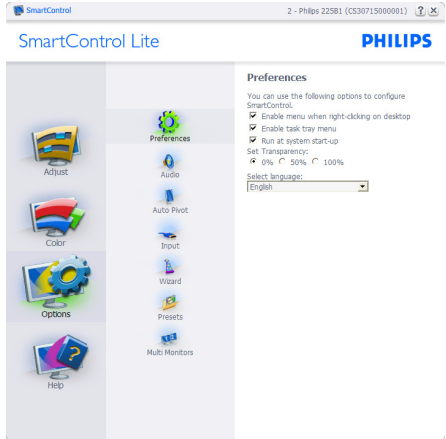 SmartControl
2 - Philips 225B1 (CS30715000001)
? X
SmartControl Lite
PHILIPS
Adjust
Color
Options
Help
Preferences
Audio
Auto Pivot
Input
Wizard
Presets
Multi Monitors
Preferences
You can use the following options to configure
SmartControl.
Enable menu when right-clicking on desktop
Enable task tray menu
Run at system start-up
Set Transparency:
0% 50% 100%
Select language:
English